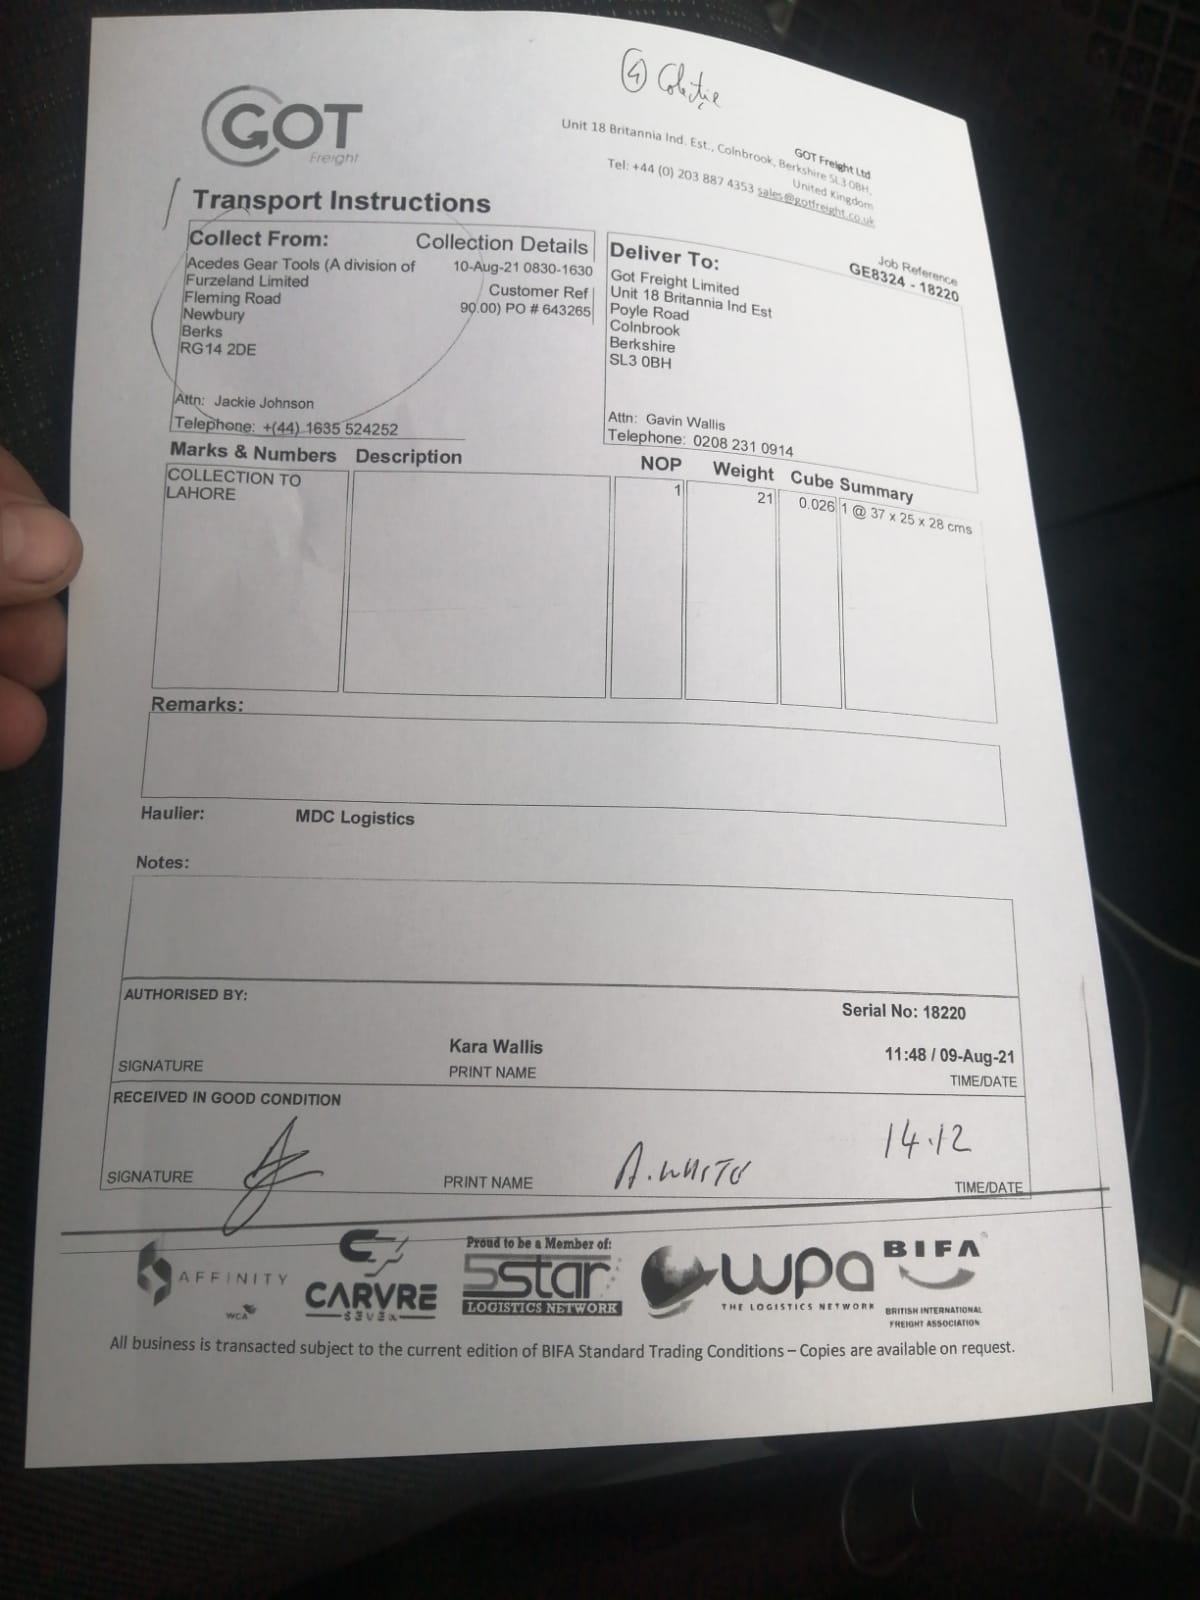 4 Colectie
GOT
Freight
GOT Freight Ltd
Unit 18 Britannia Ind. Est., Colnbrook, Berkshire SL3 0BH,
United Kingdom
Tel: +44 (0) 203 887 4353 sales@gotfreight.co.uk
Transport Instructions
Job Reference
GE8324 - 18220
Collect From:
Acedes Gear Tools (A division of
Furzeland Limited
Fleming Road
Newbury
Berks
RG14 2DE
Attn: Jackie Johnson
Telephone: +(44) 1635 524252
Collection Details
10-Aug-21 0830-1630
Customer Ref
90.00) PO # 643265
Deliver To:
Got Freight Limited
Unit 18 Britannia Ind Est
Poyle Road
Colnbrook
Berkshire
SL3 0BH
Attn: Gavin Wallis
Telephone: 0208 231 0914
Marks & Numbers Description NOP Weight Cube Summary
COLLECTION TO 1 21 0.026 1 @ 37 x 25 x 28 cms
LAHORE
Remarks:
Haulier: MDC Logistics
Notes:
AUTHORISED BY:
Serial No: 18220
Kara Wallis 11:48 / 09-Aug-21
SIGNATURE PRINT NAME TIME/DATE
RECEIVED IN GOOD CONDITION
14.12
SIGNATURE PRINT NAME A. WHITE TIME/DATE
AFFINITY
WCA
CARVRE
SEVEN
Proud to be a Member of:
5star
LOGISTICS NETWORK
wpa
THE LOGISTICS NETWORK
BIFA
BRITISH INTERNATIONAL
FREIGHT ASSOCIATION
All business is transacted subject to the current edition of BIFA Standard Trading Conditions – Copies are available on request.